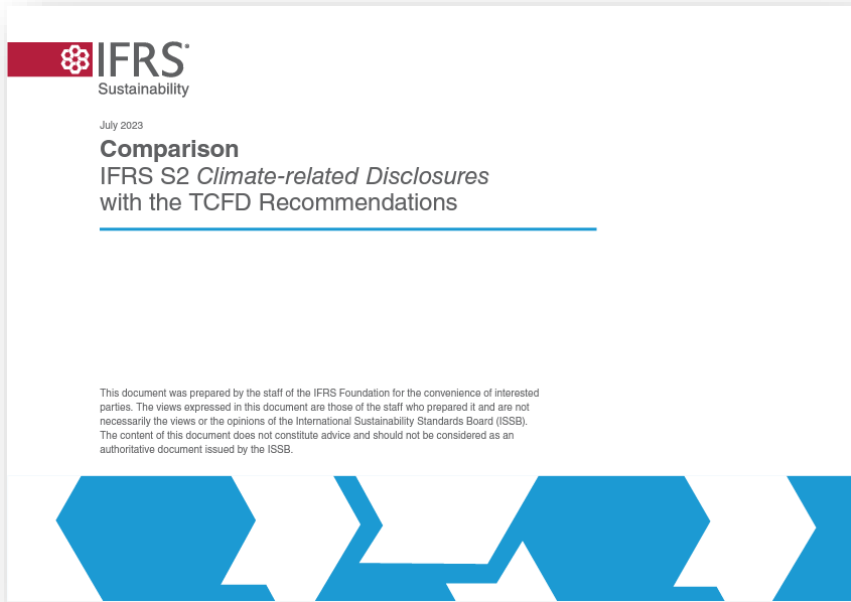 IFRS
Sustainability
July 2023
Comparison
IFRS S2 Climate-related Disclosures
with the TCFD Recommendations
This document was prepared by the staff of the IFRS Foundation for the convenience of interested
parties. The views expressed in this document are those of the staff who prepared it and are not
necessarily the views or the opinions of the International Sustainability Standards Board (ISSB).
The content of this document does not constitute advice and should not be considered as an
authoritative document issued by the ISSB.